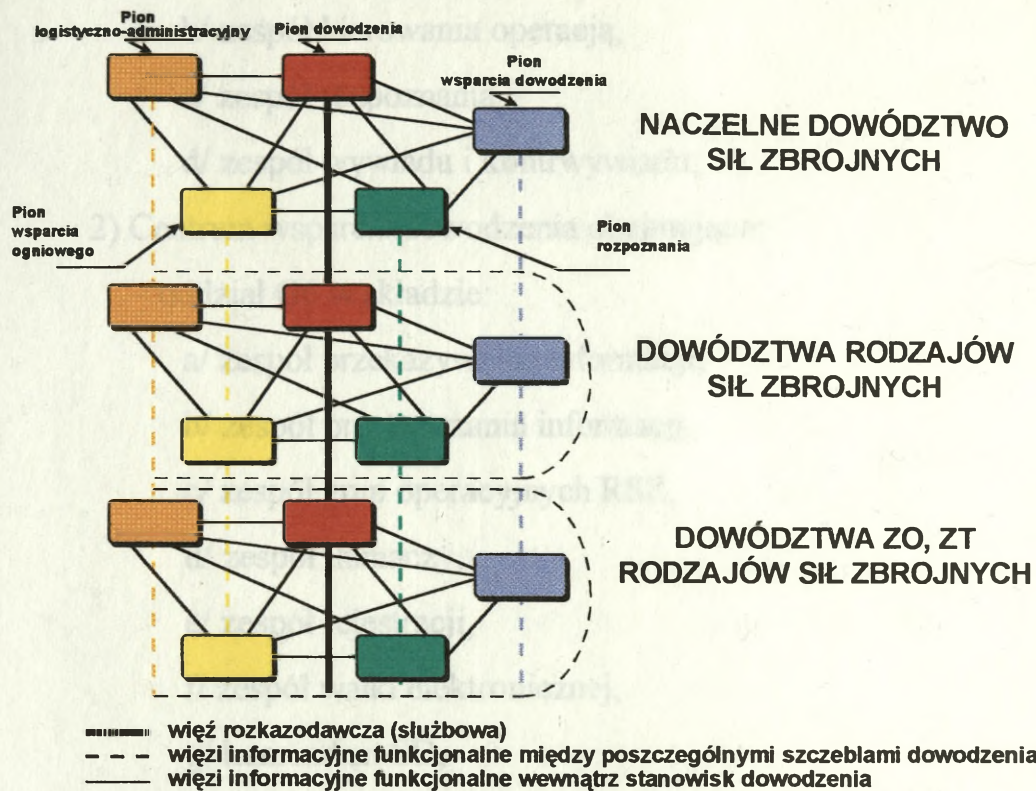 Pion
logistyczno-administracyjny
Pion dowodzenia
Pion
wsparcia dowodzenia
NACZELNE DOWÓDZTWO
SIŁ ZBROJNYCH
Pion
wsparcia
ogniowego
Pion
rozpoznania
DOWÓDZTWA RODZAJÓW
SIŁ ZBROJNYCH
DOWÓDZTWA ZO, ZT
RODZAJÓW SIŁ ZBROJNYCH
więź rozkazodawcza (służbowa)
więzi informacyjne funkcjonalne między poszczególnymi szczeblami dowodzenia
więzi informacyjne funkcjonalne wewnątrz stanowisk dowodzenia